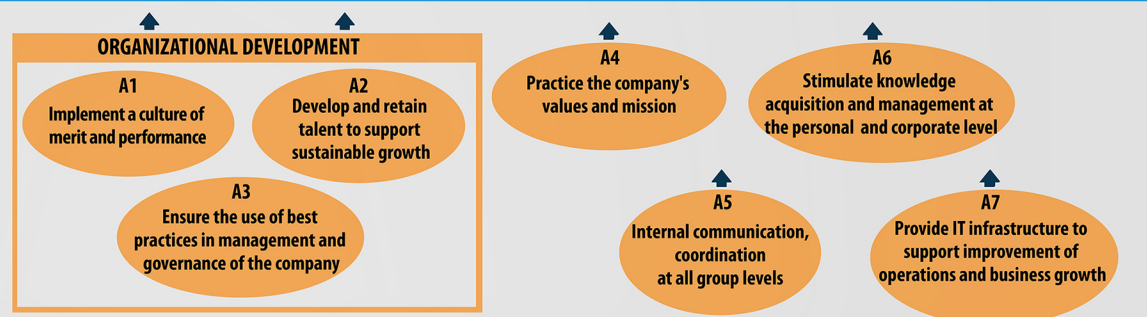 ORGANIZATIONAL DEVELOPMENT
A1
Implement a culture of
merit and performance
A2
Develop and retain
talent to support
sustainable growth
A3
Ensure the use of best
practices in management and
governance of the company
A4
Practice the company's
values and mission
A5
Internal communication,
coordination
at all group levels
A6
Stimulate knowledge
acquisition and management at
the personal and corporate level
A7
Provide IT infrastructure to
support improvement of
operations and business growth